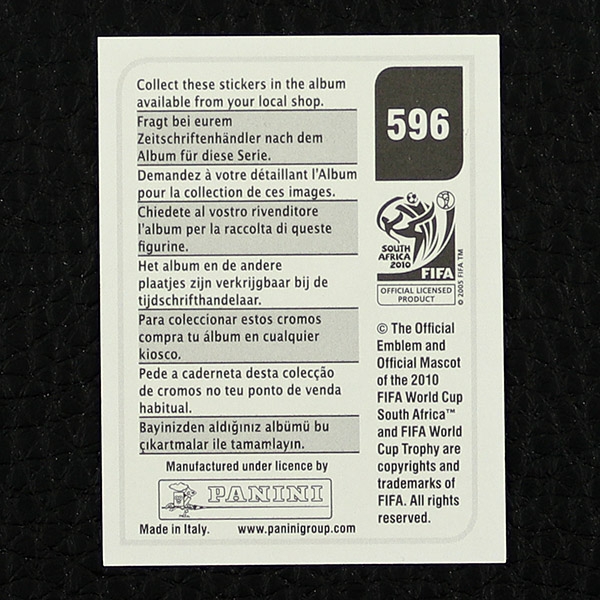 Collect these stickers in the album
available from your local shop.
Fragt bei eurem
Zeitschriftenhändler nach dem
Album für diese Serie.
Demandez à votre détaillant l'Album
pour la collection de ces images.
Chiedete al vostro rivenditore
l'album per la raccolta di queste
figurine.
Het album en de andere
plaatjes zijn verkrijgbaar bij de
tijdschrifthandelaar.
Para coleccionar estos cromos
compra tu álbum en cualquier
kiosco.
Pede a caderneta desta colecção
de cromos no teu ponto de venda
habitual.
Bayinizden aldığınız albümü bu
çıkartmalar ile tamamlayın.
Manufactured under licence by
PANINI
Made in Italy. www.paninigroup.com
596
SOUTH
AFRICA
2010
FIFA
OFFICIAL LICENSED
PRODUCT
© 2005 FIFA TM
© The Official
Emblem and
Official Mascot
of the 2010
FIFA World Cup
South Africa™
and FIFA World
Cup Trophy are
copyrights and
trademarks of
FIFA. All rights
reserved.